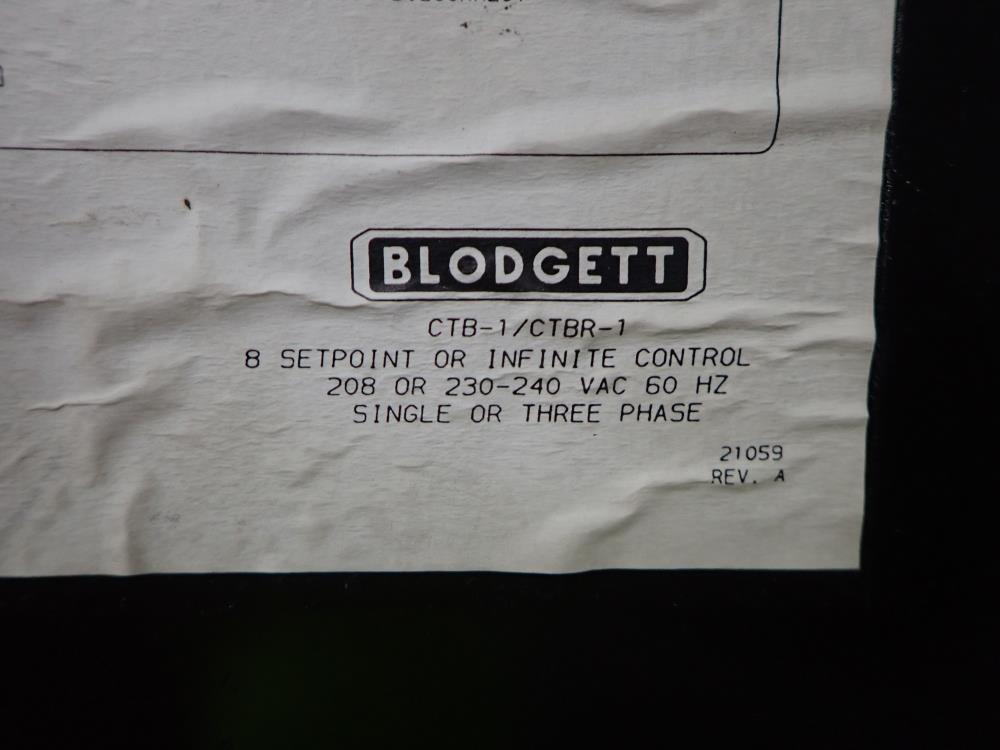 BLODGETT
CTB-1/CTBR-1
8 SETPOINT OR INFINITE CONTROL
208 OR 230-240 VAC 60 HZ
SINGLE OR THREE PHASE
21059
REV. A